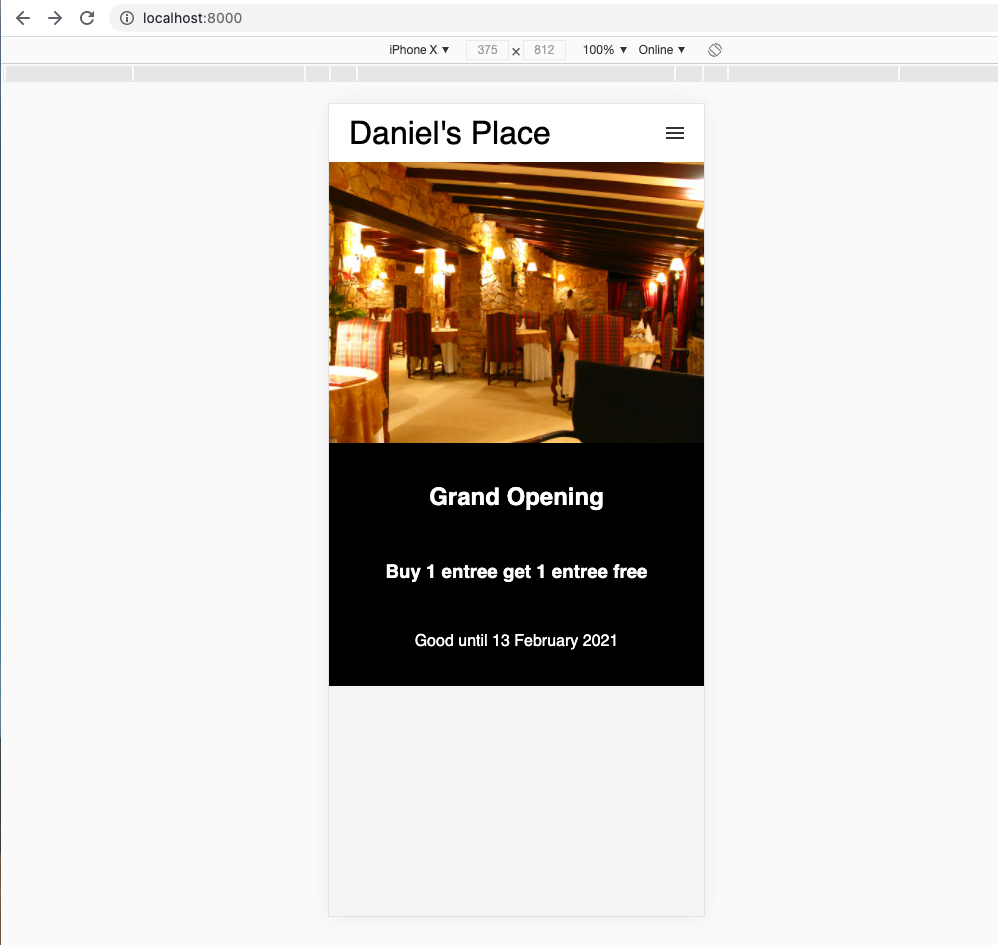 localhost:8000
iPhone X ▼ 375 × 812 100% ▼ Online ▼
Daniel's Place
Grand Opening
Buy 1 entree get 1 entree free
Good until 13 February 2021